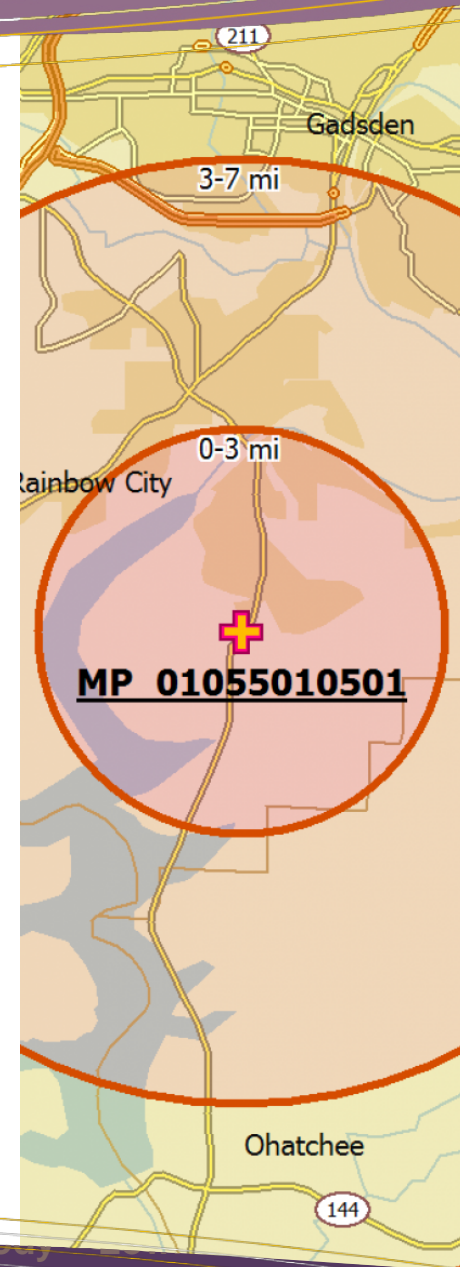 211
Gadsden
3-7 mi
0-3 mi
Rainbow City
MP 01055010501
Ohatchee
144